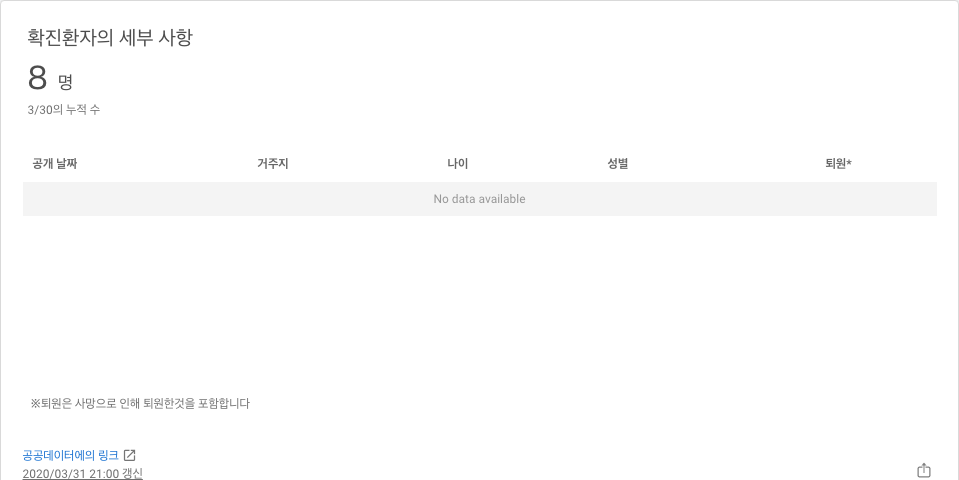 확진환자의 세부 사항
8 명
3/30의 누적 수
공개 날짜 거주지 나이 성별 퇴원*
No data available
※퇴원은 사망으로 인해 퇴원한것을 포함합니다
공공데이터에의 링크
2020/03/31 21:00 갱신